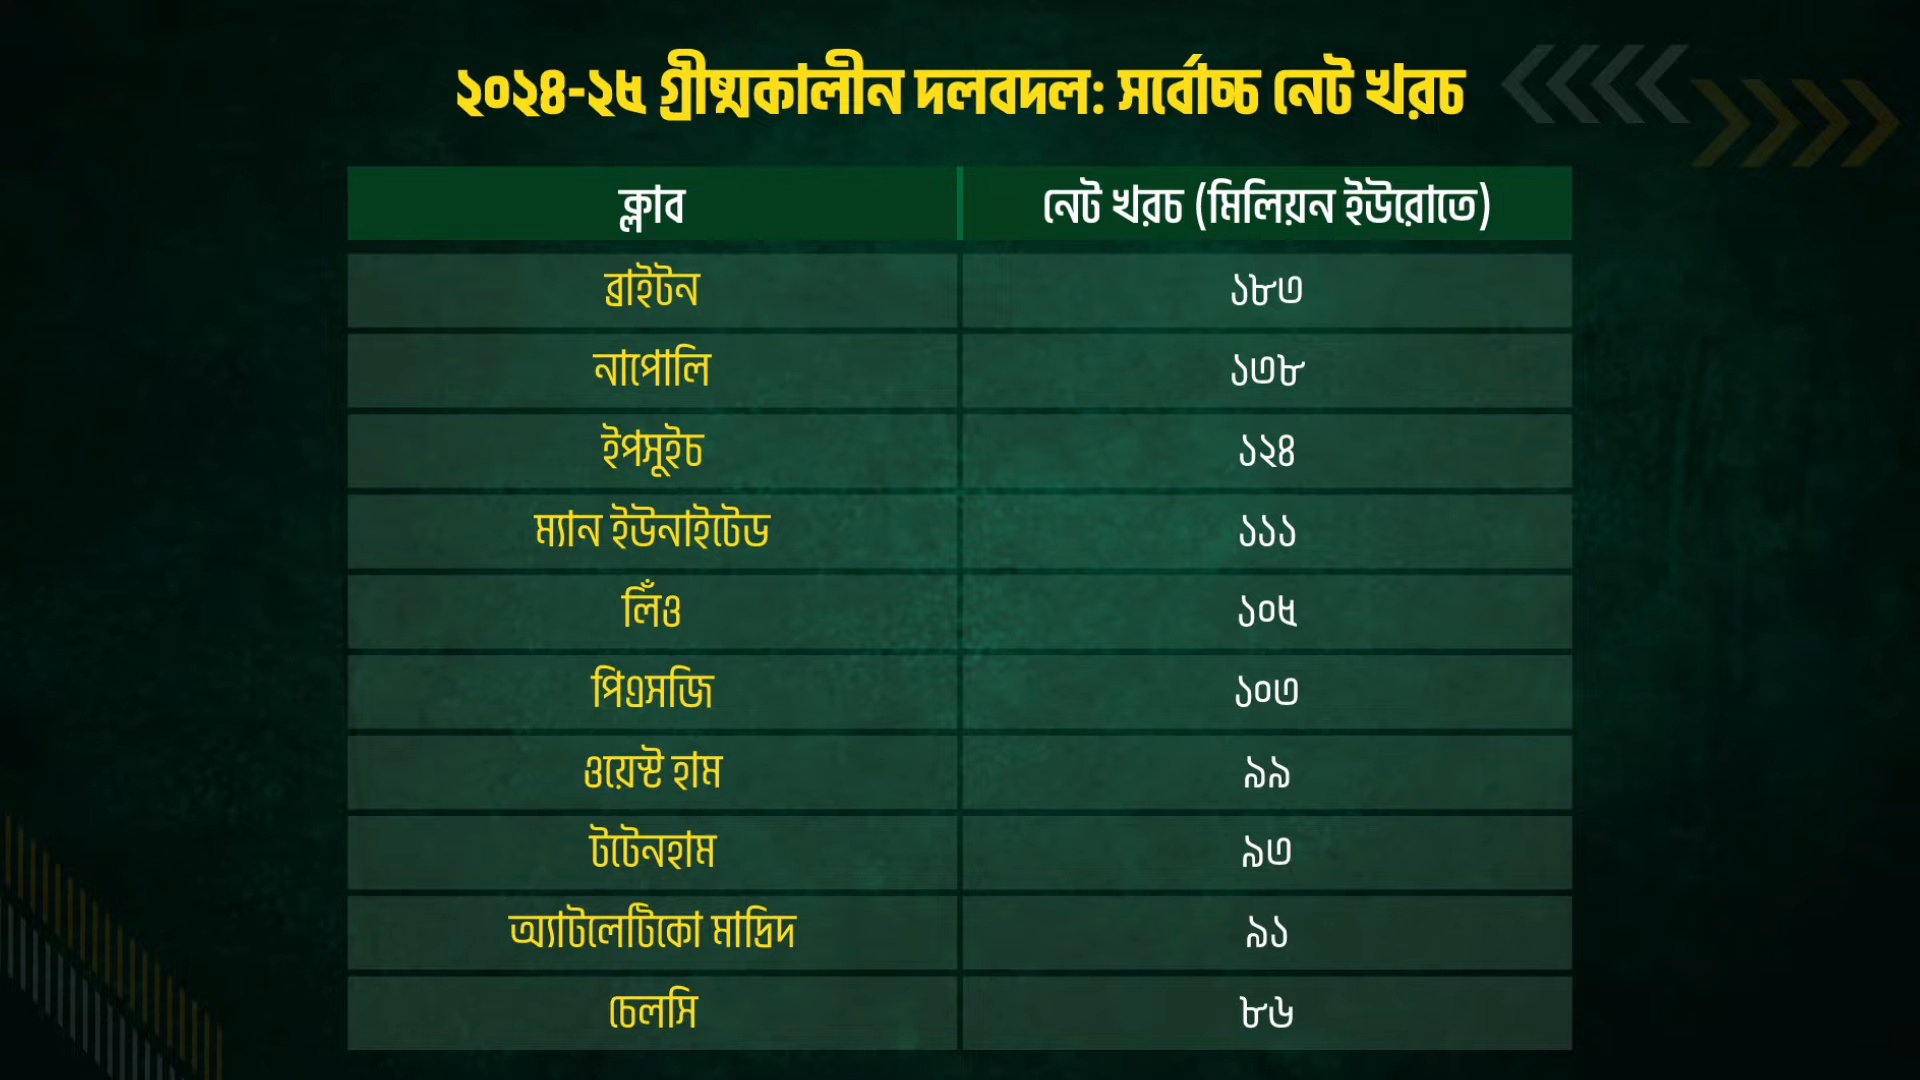 ২০২৪-২৫ গ্রীষ্মকালীন দলবদল: সর্বোচ্চ নেট খরচ
ক্লাব নেট খরচ (মিলিয়ন ইউরোতে)
ব্রাইটন ১৮৩
নাপোলি ১৩৮
ইপসুইচ ১২৪
ম্যান ইউনাইটেড ১১১
লিঁও ১০৫
পিএসজি ১০৩
ওয়েস্ট হাম ৯৯
টটেনহাম ৯৩
অ্যাটলেটিকো মাদ্রিদ ৯১
চেলসি ৮৬